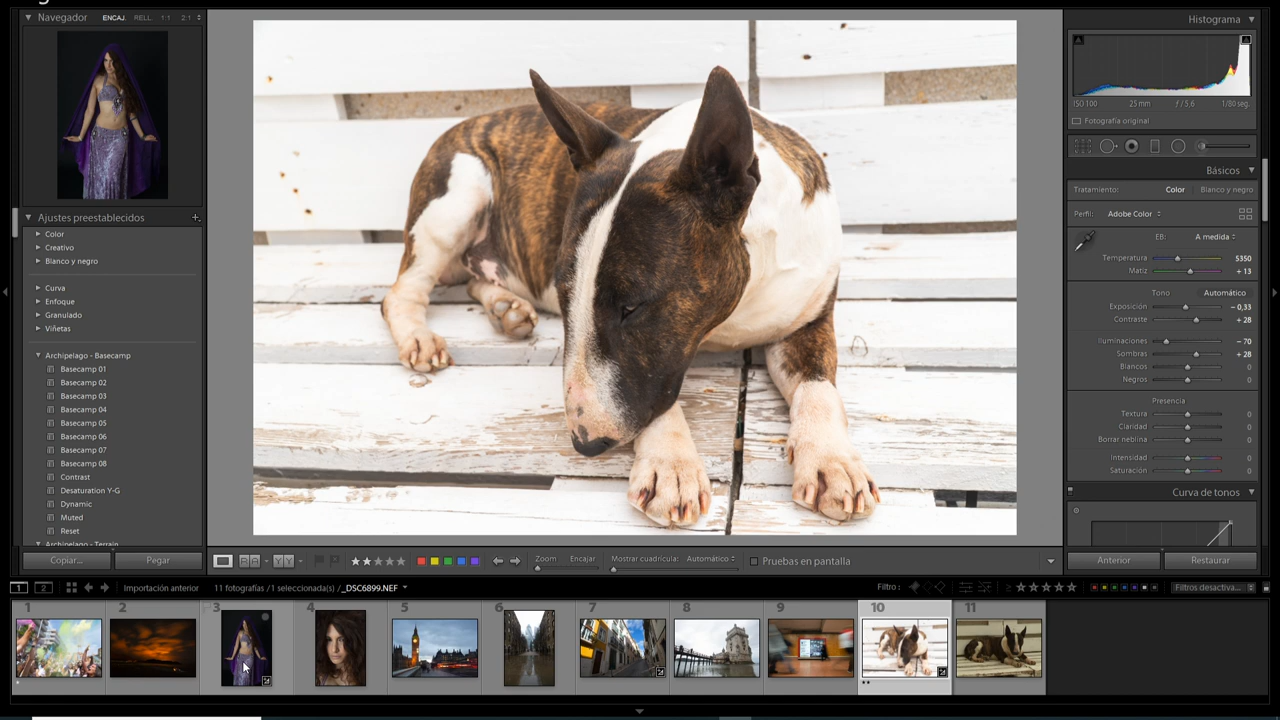 Navegador ENCAJ. RELL. 1:1 2:1
Ajustes preestablecidos
Color
Creativo
Blanco y negro
Curva
Enfoque
Granulado
Viñetas
Archipelago - Basecamp
Basecamp 01
Basecamp 02
Basecamp 03
Basecamp 04
Basecamp 05
Basecamp 06
Basecamp 07
Basecamp 08
Contrast
Desaturation Y-G
Dynamic
Muted
Reset
Archipelago - Terrain
Copiar... Pegar
Zoom Encajar Mostrar cuadrícula: Automático Pruebas en pantalla
Histograma
ISO 100 25 mm ƒ / 5,6 1/80 seg.
Fotografía original
Básicos
Tratamiento: Color Blanco y negro
Perfil: Adobe Color
EB: A medida
Temperatura 5350
Matiz + 13
Tono Automático
Exposición − 0,33
Contraste + 28
Iluminaciones − 70
Sombras + 28
Blancos 0
Negros 0
Presencia
Textura 0
Claridad 0
Borrar neblina 0
Intensidad 0
Saturación 0
Curva de tonos
Anterior Restaurar
1 2 Importación anterior 11 fotografías /1 seleccionada(s) /_DSC6899.NEF Filtro : Filtros desactiva...
1 2 3 4 5 6 7 8 9 10 11